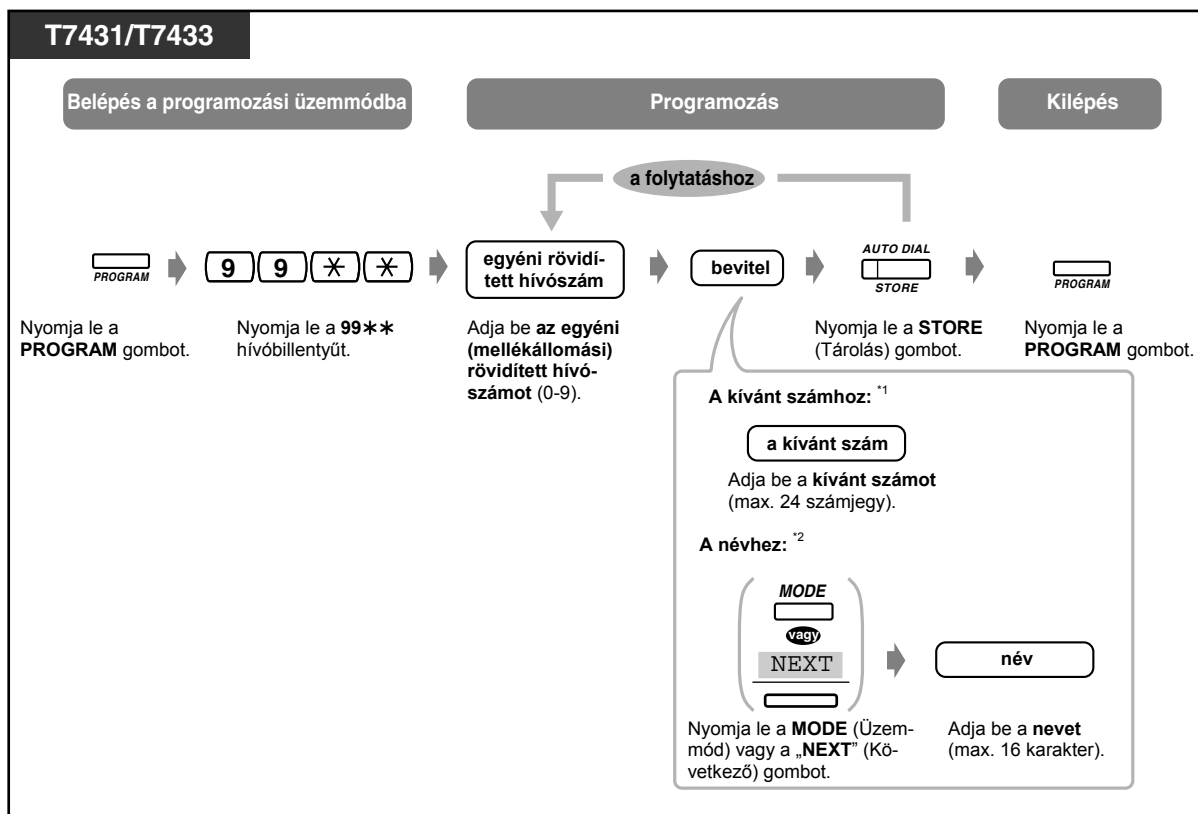 T7431/T7433
Belépés a programozási üzemmódba
Programozás
Kilépés
a folytatáshoz
PROGRAM
9 9 ✳ ✳
egyéni rövidí-
tett hívószám
bevitel
AUTO DIAL
STORE
PROGRAM
Nyomja le a
PROGRAM gombot.
Nyomja le a 99✳✳
hívóbillentyűt.
Adja be az egyéni
(mellékállomási)
rövidített hívó-
számot (0-9).
Nyomja le a STORE
(Tárolás) gombot.
Nyomja le a
PROGRAM gombot.
A kívánt számhoz: *1
a kívánt szám
Adja be a kívánt számot
(max. 24 számjegy).
A névhez: *2
MODE
vagy
NEXT
név
Nyomja le a MODE (Üzem-
mód) vagy a „NEXT" (Kö-
vetkező) gombot.
Adja be a nevet
(max. 16 karakter).